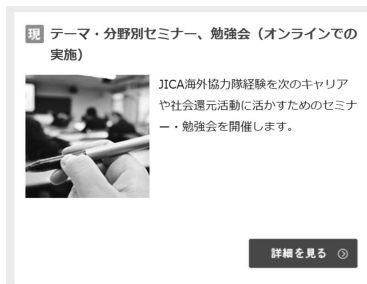 現 テーマ・分野別セミナー、勉強会（オンラインでの
実施）
JICA海外協力隊経験を次のキャリア
や社会還元活動に活かすためのセミナ
ー・勉強会を開催します。
詳細を見る